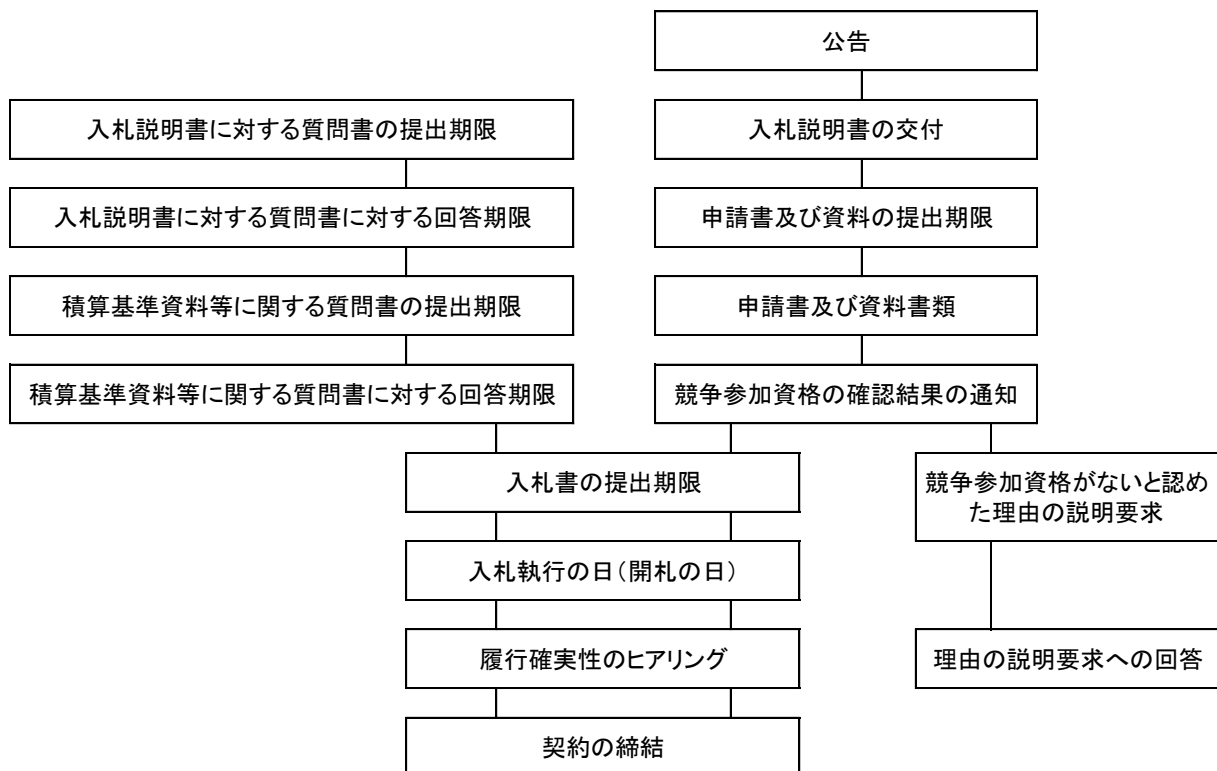 公告
入札説明書に対する質問書の提出期限
入札説明書の交付
入札説明書に対する質問書に対する回答期限
申請書及び資料の提出期限
積算基準資料等に関する質問書の提出期限
申請書及び資料書類
積算基準資料等に関する質問書に対する回答期限
競争参加資格の確認結果の通知
入札書の提出期限
競争参加資格がないと認め
た理由の説明要求
入札執行の日(開札の日)
履行確実性のヒアリング
理由の説明要求への回答
契約の締結